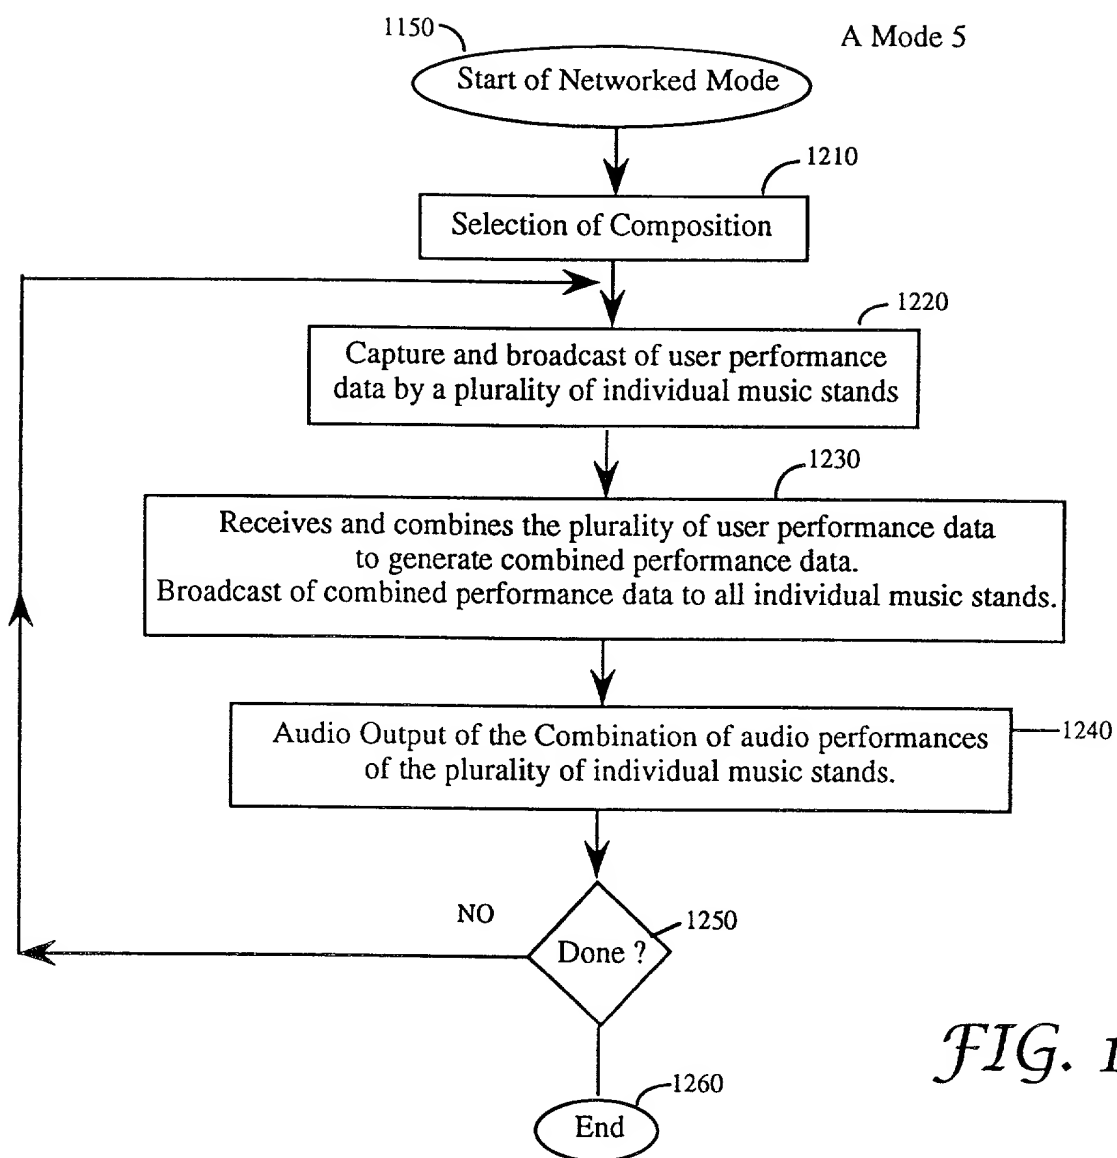 1150
A Mode 5
Start of Networked Mode
1210
Selection of Composition
1220
Capture and broadcast of user performance
data by a plurality of individual music stands
1230
Receives and combines the plurality of user performance data
to generate combined performance data.
Broadcast of combined performance data to all individual music stands.
Audio Output of the Combination of audio performances
of the plurality of individual music stands.
1240
NO
1250
Done ?
FIG. 1
1260
End